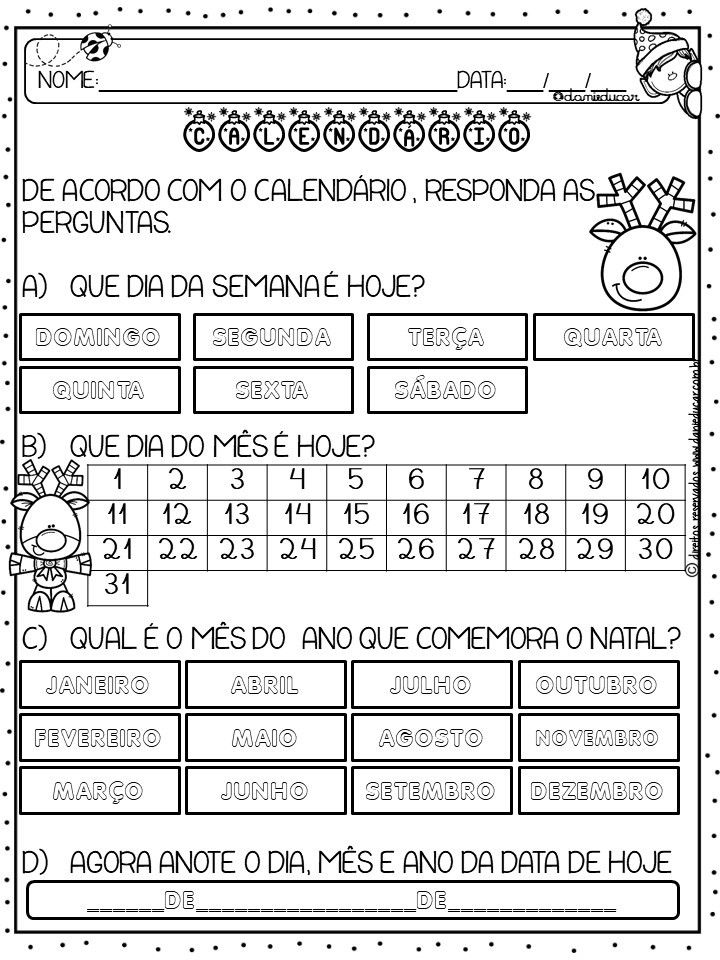 NOME:______________________ DATA:___/___/___
@danieducar
CALENDÁRIO
DE ACORDO COM O CALENDÁRIO , RESPONDA AS
PERGUNTAS.
A) QUE DIA DA SEMANA É HOJE?
DOMINGO SEGUNDA TERÇA QUARTA
QUINTA SEXTA SÁBADO
B) QUE DIA DO MÊS É HOJE?
1 2 3 4 5 6 7 8 9 10
11 12 13 14 15 16 17 18 19 20
21 22 23 24 25 26 27 28 29 30
31
C) QUAL É O MÊS DO ANO QUE COMEMORA O NATAL?
JANEIRO ABRIL JULHO OUTUBRO
FEVEREIRO MAIO AGOSTO NOVEMBRO
MARÇO JUNHO SETEMBRO DEZEMBRO
D) AGORA ANOTE O DIA, MÊS E ANO DA DATA DE HOJE
______DE_________________DE_____________
© direitos reservados www.danieducar.com.br